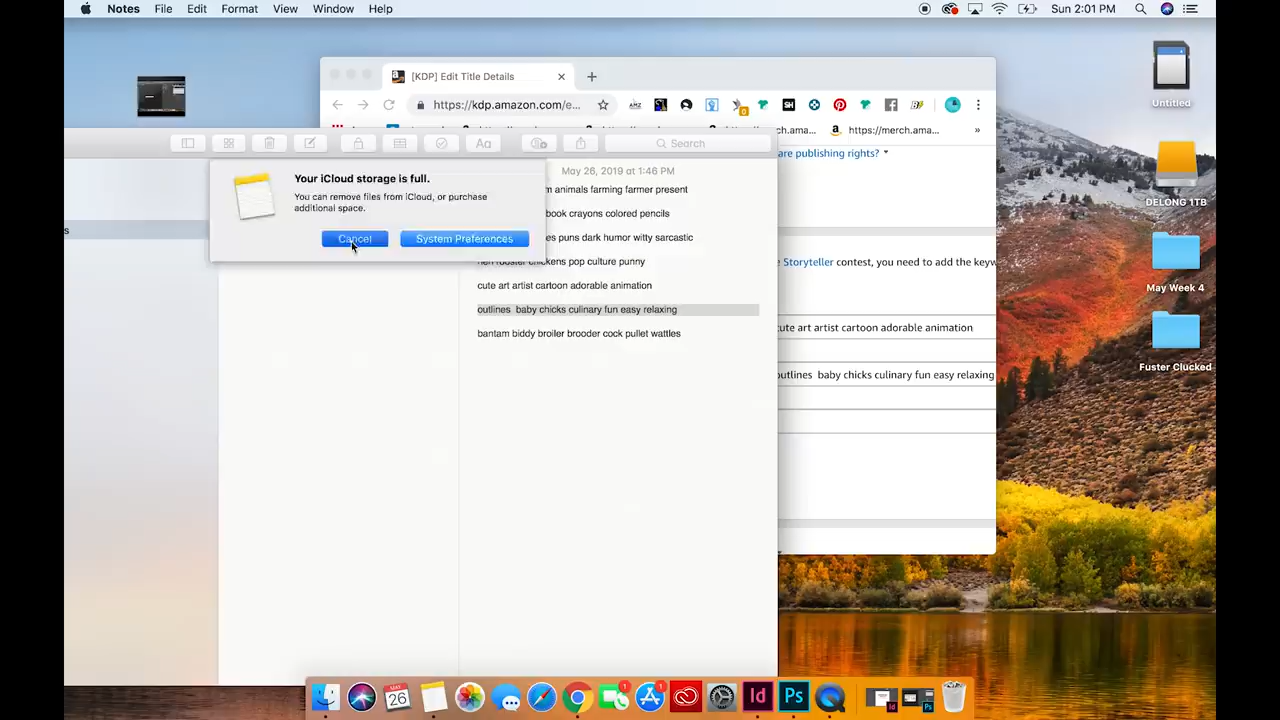 Notes File Edit View Window Help Sun 2:01 PM
[KDP] Edit Title Details
https://kdp.amazon.com/e...
merch.ama...
https://merch.ama...
Search
Untitled
are publishing rights?
May 26, 2019 at 1:46 PM
Your iCloud storage is full.
You can remove files from iCloud, or purchase
additional space.
Cancel System Preferences
animals farming farmer present
book crayons colored pencils
puns dark humor witty sarcastic
rooster chickens pop culture punny
cute art artist cartoon adorable animation
outlines baby chicks culinary fun easy relaxing
bantam biddy broiler brooder cock pullet wattles
DELONG 1TB
Storyteller contest, you need to add the keyw
May Week 4
cute art artist cartoon adorable animation
outlines baby chicks culinary fun easy relaxing
Fuster Clucked